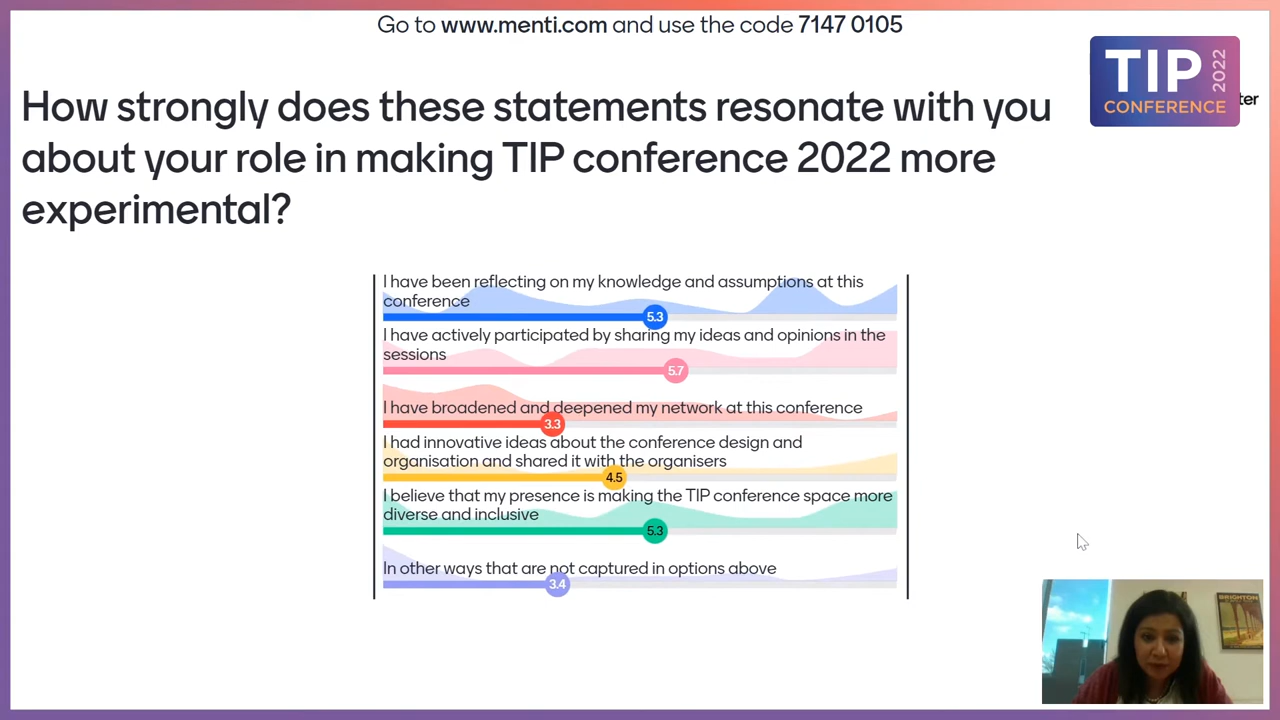 Go to www.menti.com and use the code 7147 0105
TIP 2022
CONFERENCE
ter
How strongly does these statements resonate with you
about your role in making TIP conference 2022 more
experimental?
I have been reflecting on my knowledge and assumptions at this
conference
5.3
I have actively participated by sharing my ideas and opinions in the
sessions
5.7
I have broadened and deepened my network at this conference
3.3
I had innovative ideas about the conference design and
organisation and shared it with the organisers
4.5
I believe that my presence is making the TIP conference space more
diverse and inclusive
5.3
In other ways that are not captured in options above
3.4
BRIGHTON